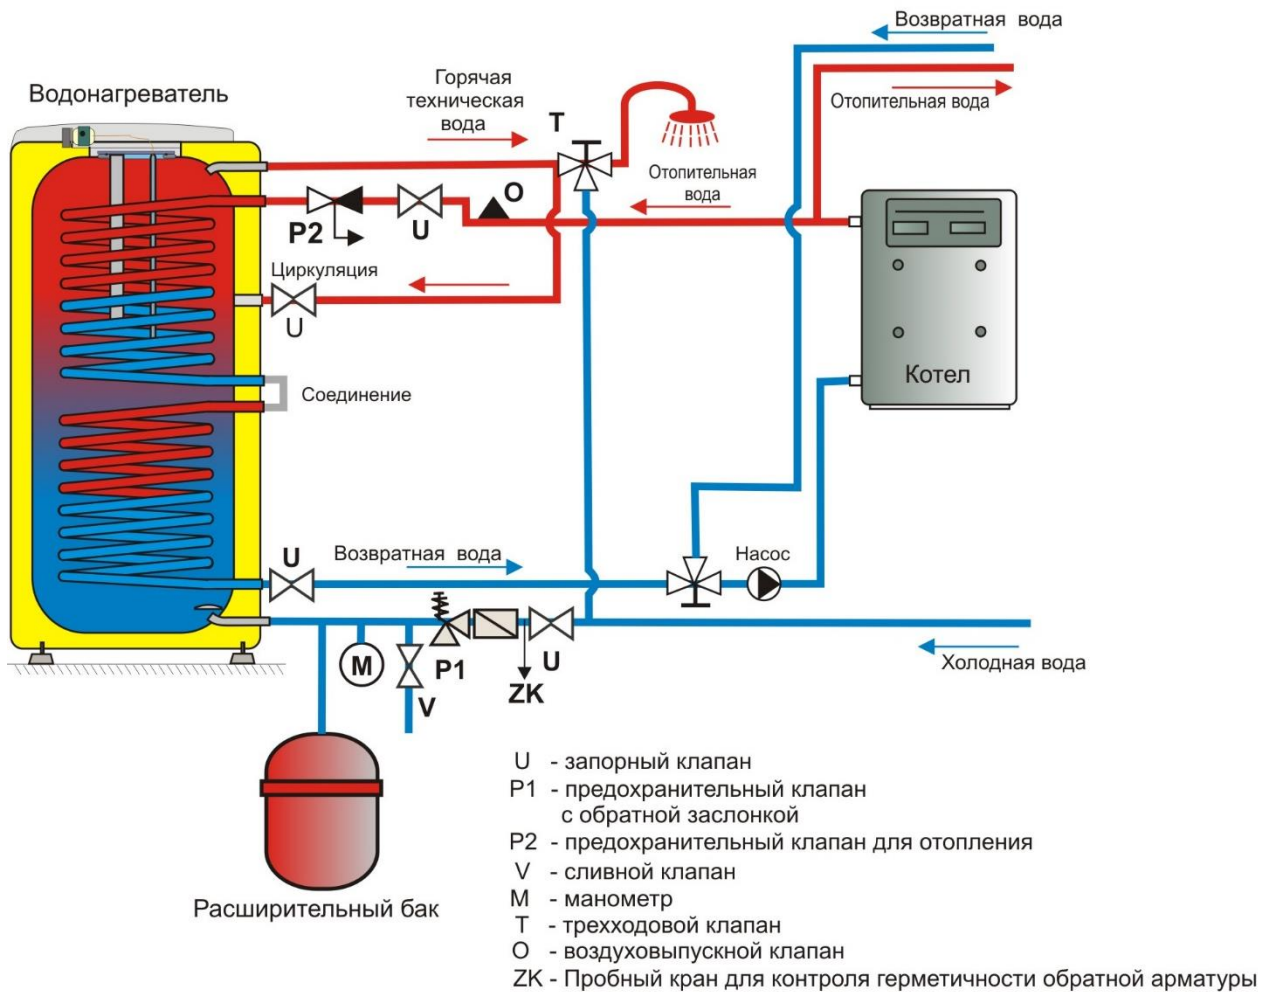 Возвратная вода
Водонагреватель
Горячая
техническая
вода
Отопительная вода
T
Отопительная
вода
O
P2
U
Циркуляция
U
Соединение
Котел
U
Возвратная вода
Насос
M
V
P1
ZK
U
Холодная вода
Расширительный бак
U - запорный клапан
P1 - предохранительный клапан
с обратной заслонкой
P2 - предохранительный клапан для отопления
V - сливной клапан
M - манометр
T - трехходовой клапан
O - воздуховыпускной клапан
ZK - Пробный кран для контроля герметичности обратной арматуры